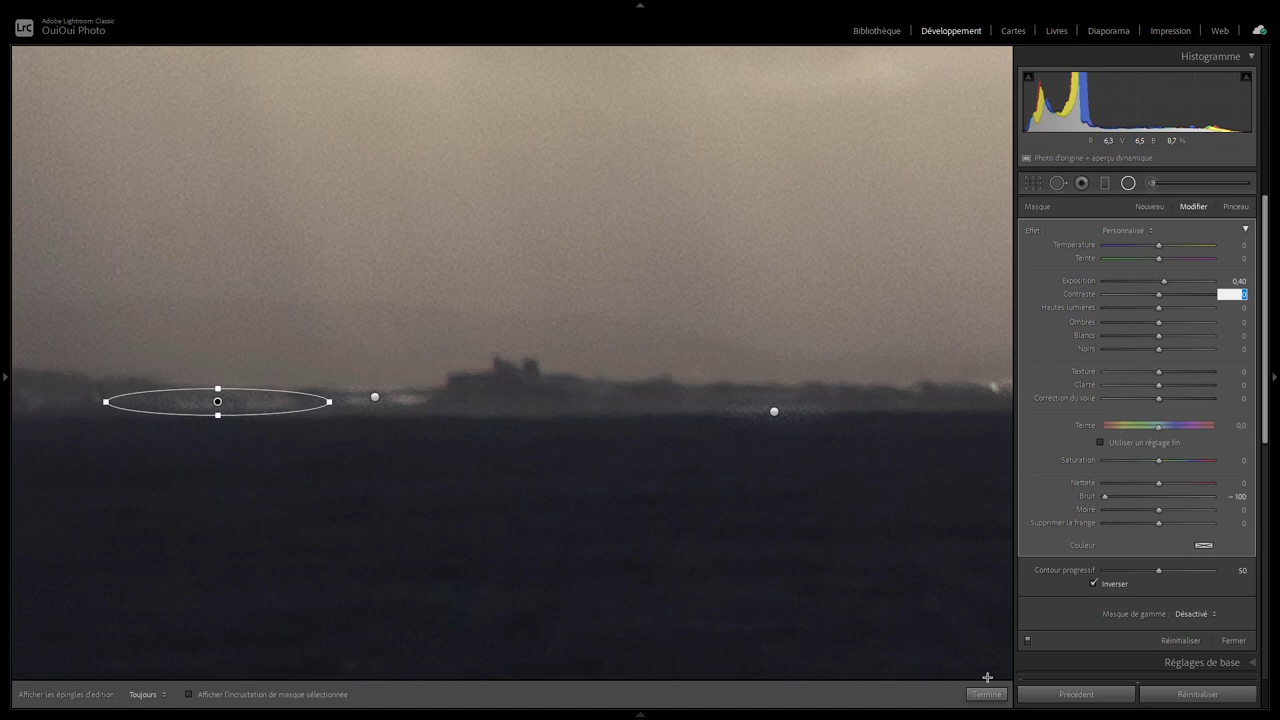 Lrc
Adobe Lightroom Classic
OuiOui Photo
Bibliothèque | Développement | Cartes | Livres | Diaporama | Impression | Web
Histogramme
R 6,3 V 6,5 B 8,7 %
Photo d'origine + aperçu dynamique
Masque : Nouveau Modifier Pinceau
Effet : Personnalisé
Température 0
Teinte 0
Exposition 0,40
Contraste 0
Hautes lumières 0
Ombres 0
Blancs 0
Noirs 0
Texture 0
Clarté 0
Correction du voile 0
Teinte 0,0
Utiliser un réglage fin
Saturation 0
Netteté 0
Bruit – 100
Moiré 0
Supprimer la frange 0
Couleur
Contour progressif 50
Inverser
Masque de gamme : Désactivé
Réinitialiser Fermer
Réglages de base
Afficher les épingles d'édition : Toujours Afficher l'incrustation de masque sélectionnée Terminé
Précédent Réinitialiser